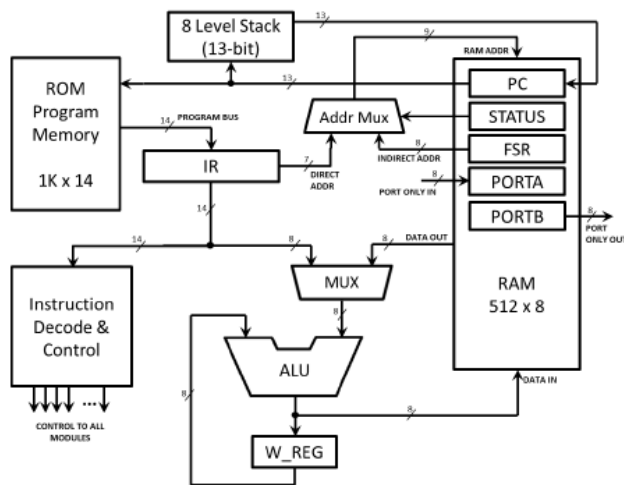 8 Level Stack
(13-bit)
13
9
RAM ADDR
ROM
Program
Memory
1K x 14
13
PC
14
PROGRAM BUS
Addr Mux
STATUS
8
FSR
INDIRECT ADDR
IR
7
DIRECT
ADDR
8
PORT ONLY IN
PORTA
PORTB
8
PORT
ONLY OUT
14
14
8
8
DATA OUT
RAM
512 x 8
Instruction
Decode &
Control
MUX
8
ALU
8
8
DATA IN
...
CONTROL TO ALL
MODULES
W_REG